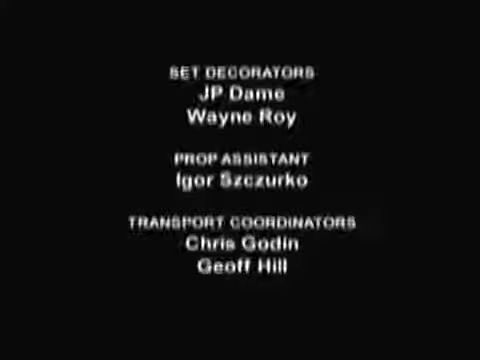 SET DECORATORS
JP Dame
Wayne Roy
PROP ASSISTANT
Igor Szczurko
TRANSPORT COORDINATORS
Chris Godin
Geoff Hill